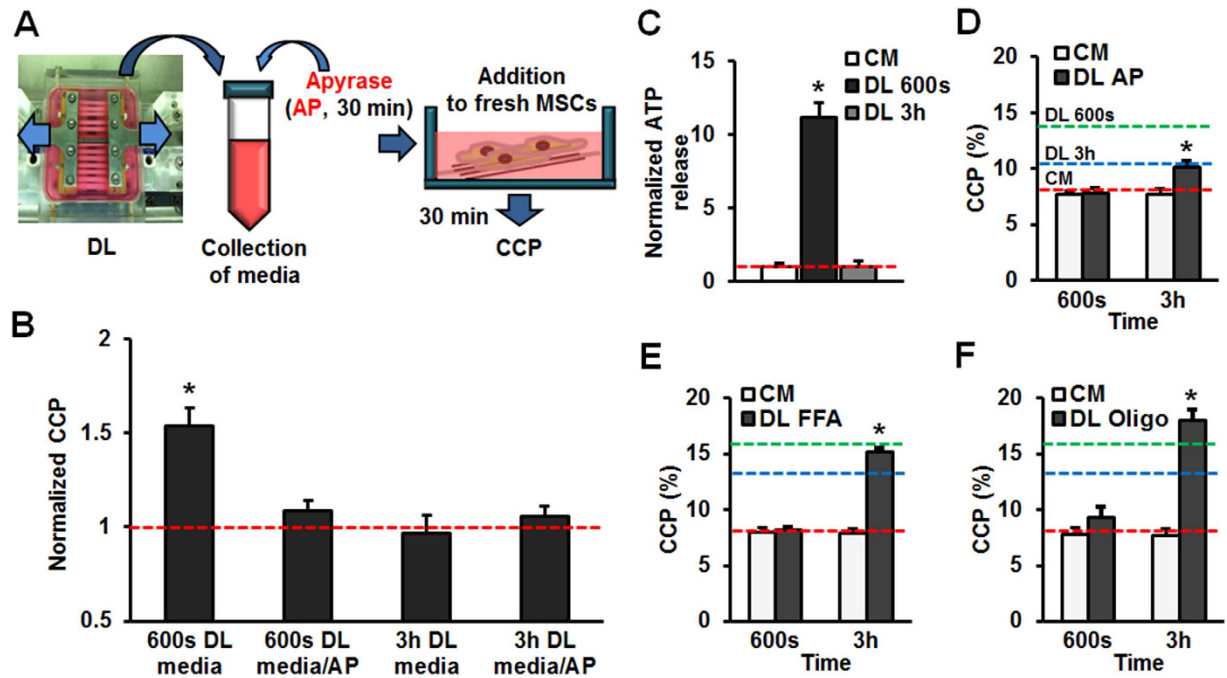 A
Apyrase
(AP, 30 min)
Addition
to fresh MSCs
DL
Collection
of media
30 min
CCP
B
Normalized CCP
2
1.5
1
0.5
*
600s DL
media
600s DL
media/AP
3h DL
media
3h DL
media/AP
C
Normalized ATP
release
15
10
5
0
CM
DL 600s
DL 3h
*
D
CCP (%)
20
15
10
5
0
CM
DL AP
DL 600s
DL 3h
CM
*
600s
3h
Time
E
CCP (%)
20
15
10
5
0
CM
DL FFA
*
600s
3h
Time
F
CCP (%)
20
15
10
5
0
CM
DL Oligo
*
600s
3h
Time